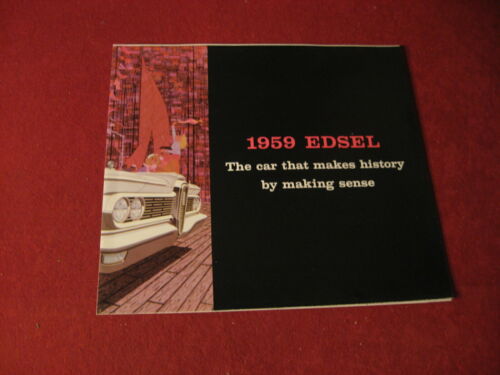 1959 EDSEL
The car that makes history
by making sense